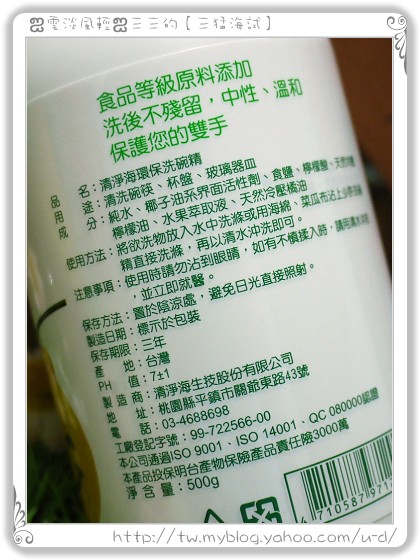 ஐ雲淡風輕ஐ三三的【三猛海試】
食品等級原料添加
洗後不殘留，中性、溫和
保護您的雙手
品　　名：清淨海環保洗碗精
用　　途：清洗碗筷、杯盤、玻璃器皿
成　　分：純水、椰子油系界面活性劑、食鹽、檸檬酸、天然
檸檬油、水果萃取液、天然冷壓橘油
使用方法：將欲洗物放入水中洗滌或用海綿、菜瓜布沾上少許洗碗
精直接洗滌，再以清水沖洗即可。
注意事項：使用時請勿沾到眼睛，如有不慎揉入時，請用清水沖洗
，並立即就醫。
保存方法：置於陰涼處，避免日光直接照射。
製造日期：標示於包裝
保存期限：三年
產　　地：台灣
PH　　值：7±1
製 造 商：清淨海生技股份有限公司
地　　址：桃園縣平鎮市關爺東路43號
電　　話：03-4688698
工廠登記字號：99-722566-00
本公司通過ISO 9001、ISO 14001、QC 080000認證
本產品投保明台產物保險產品責任險3000萬
淨 含 量：500g
4 710587 971
http://tw.myblog.yahoo.com/u-d/